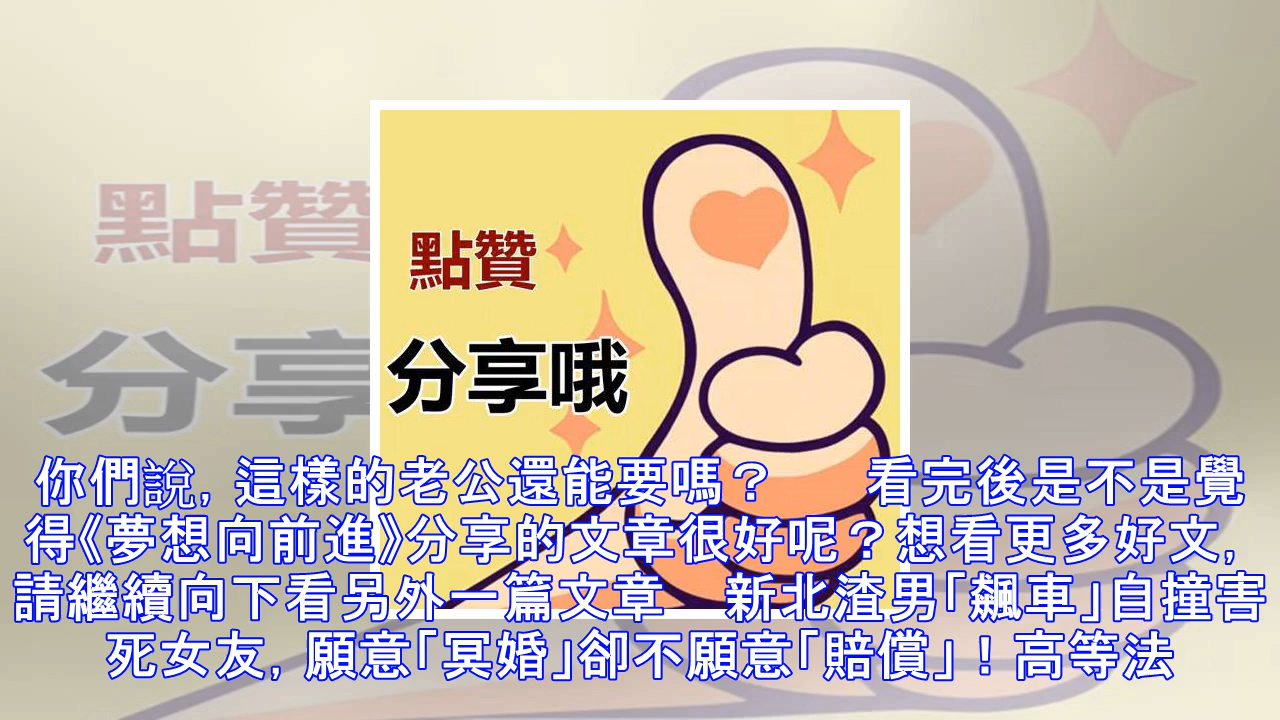 點贊
分享哦
點贊
分享
你們說，這樣的老公還能要嗎？　　看完後是不是覺
得《夢想向前進》分享的文章很好呢？想看更多好文，
請繼續向下看另外一篇文章　新北渣男「飆車」自撞害
死女友，願意「冥婚」卻不願意「賠償」！高等法